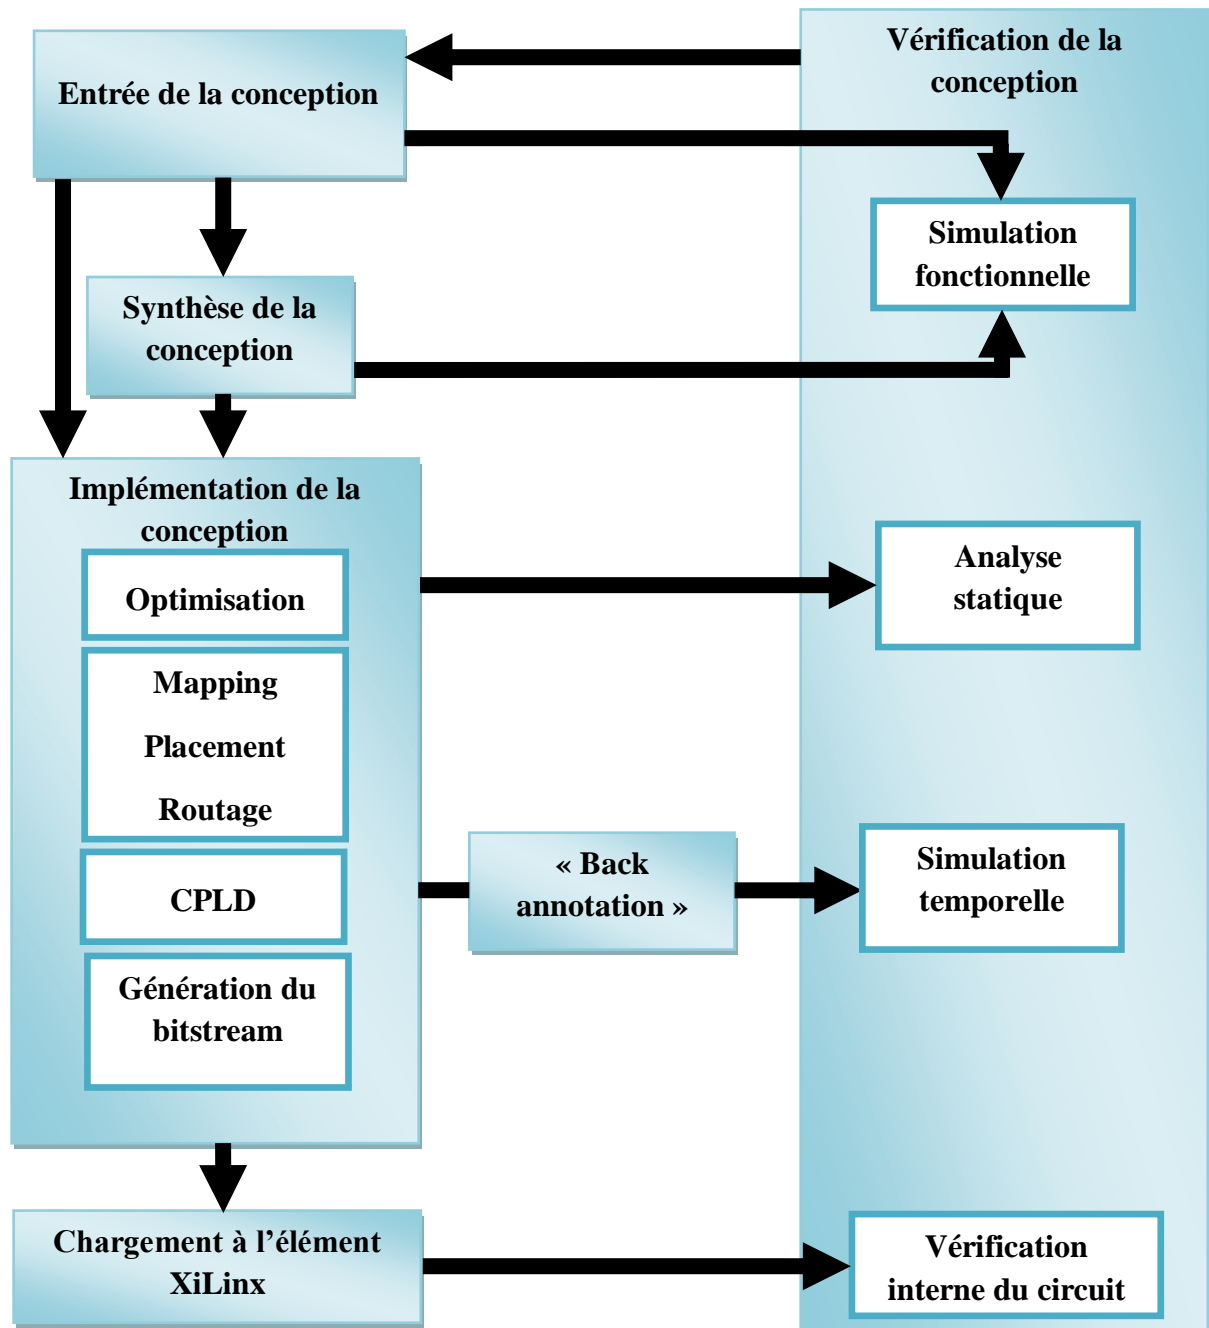 Entrée de la conception
Vérification de la
conception
Simulation
fonctionnelle
Synthèse de la
conception
Implémentation de la
conception
Optimisation
Mapping
Placement
Routage
CPLD
Génération du
bitstream
Analyse
statique
« Back
annotation »
Simulation
temporelle
Chargement à l’élément
XiLinx
Vérification
interne du circuit